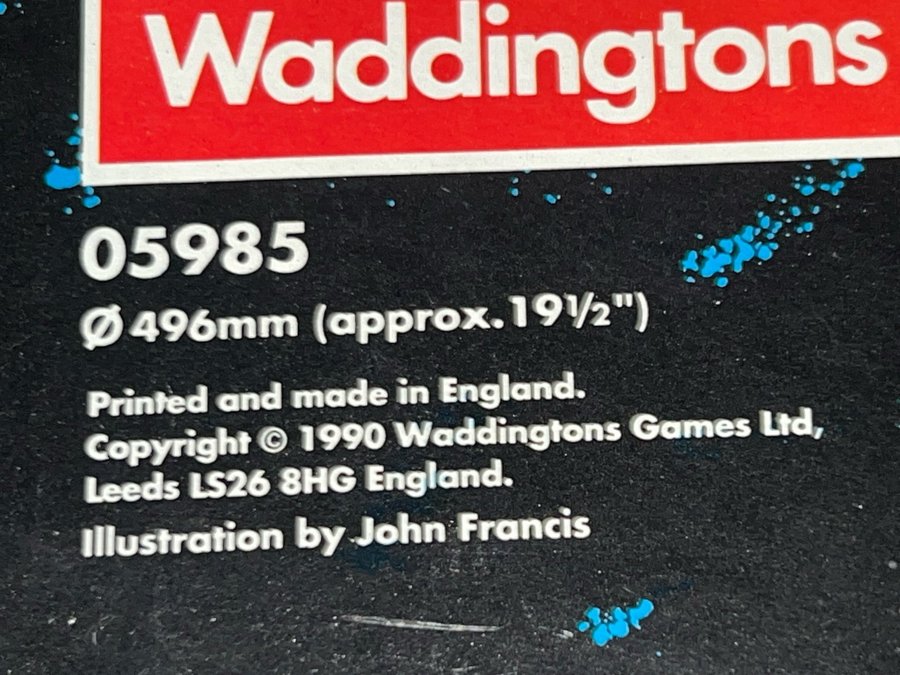 Waddingtons
05985
Ø 496mm (approx. 19½")
Printed and made in England.
Copyright © 1990 Waddingtons Games Ltd,
Leeds LS26 8HG England.
Illustration by John Francis